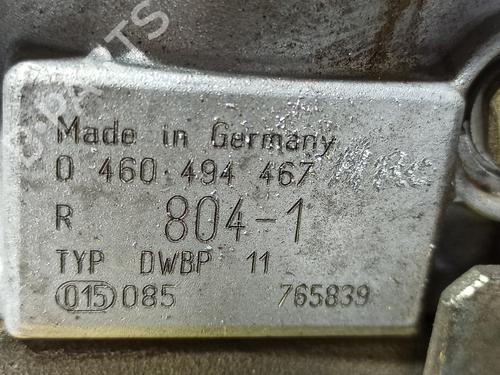 Made in Germany
0 460 494 467
R 804-1
TYP DWBP 11
015 085 765839